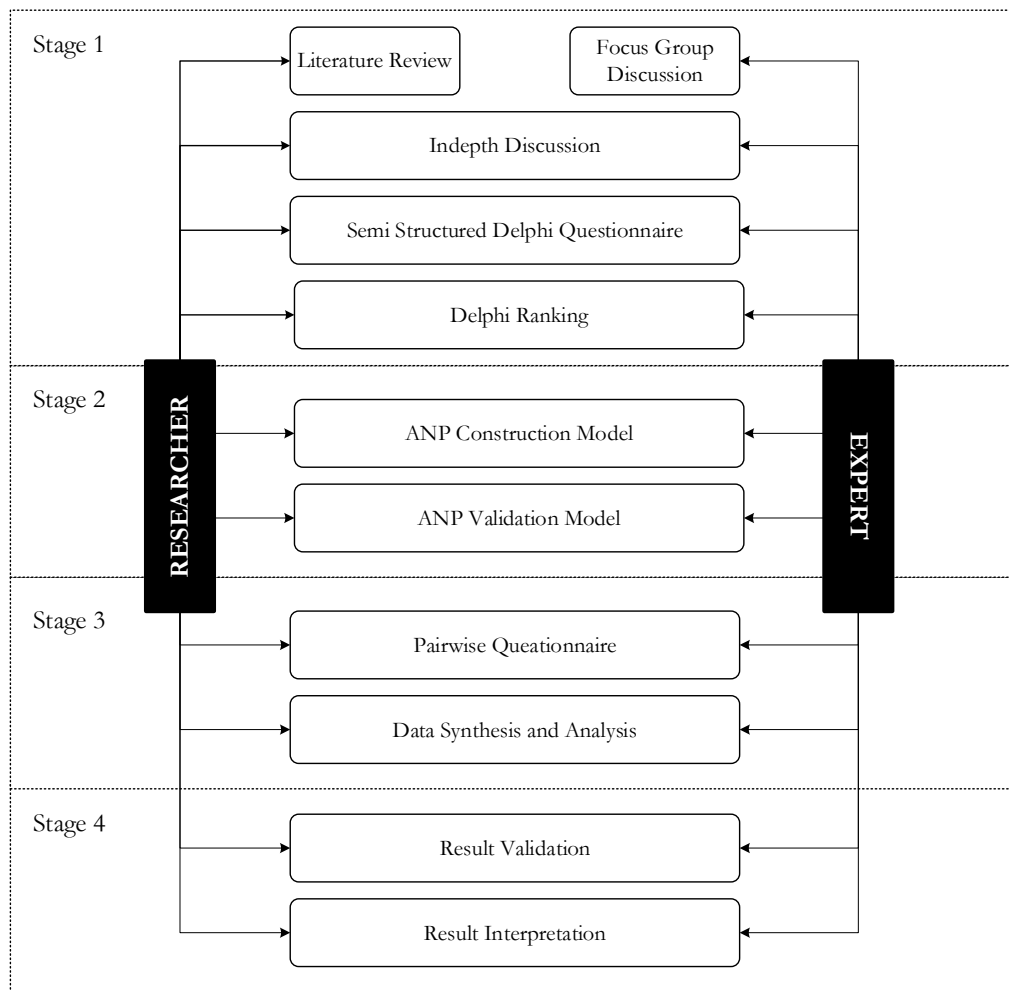 Stage 1
Literature Review
Focus Group
Discussion
Indepth Discussion
Semi Structured Delphi Questionnaire
Delphi Ranking
Stage 2
RESEARCHER
EXPERT
ANP Construction Model
ANP Validation Model
Stage 3
Pairwise Queationnaire
Data Synthesis and Analysis
Stage 4
Result Validation
Result Interpretation